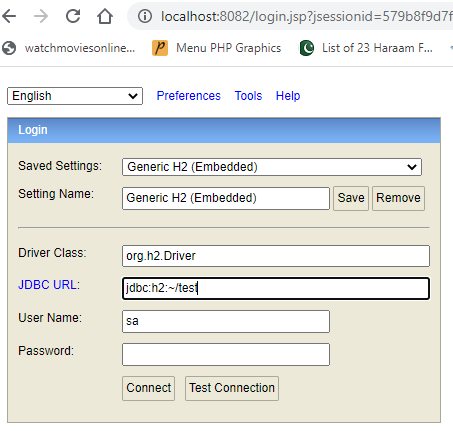 localhost:8082/login.jsp?jsessionid=579b8f9d7f
watchmoviesonline... Menu PHP Graphics List of 23 Haraam F...
English Preferences Tools Help
Login
Saved Settings: Generic H2 (Embedded)
Setting Name: Generic H2 (Embedded) Save Remove
Driver Class: org.h2.Driver
JDBC URL: jdbc:h2:~/test
User Name: sa
Password:
Connect Test Connection